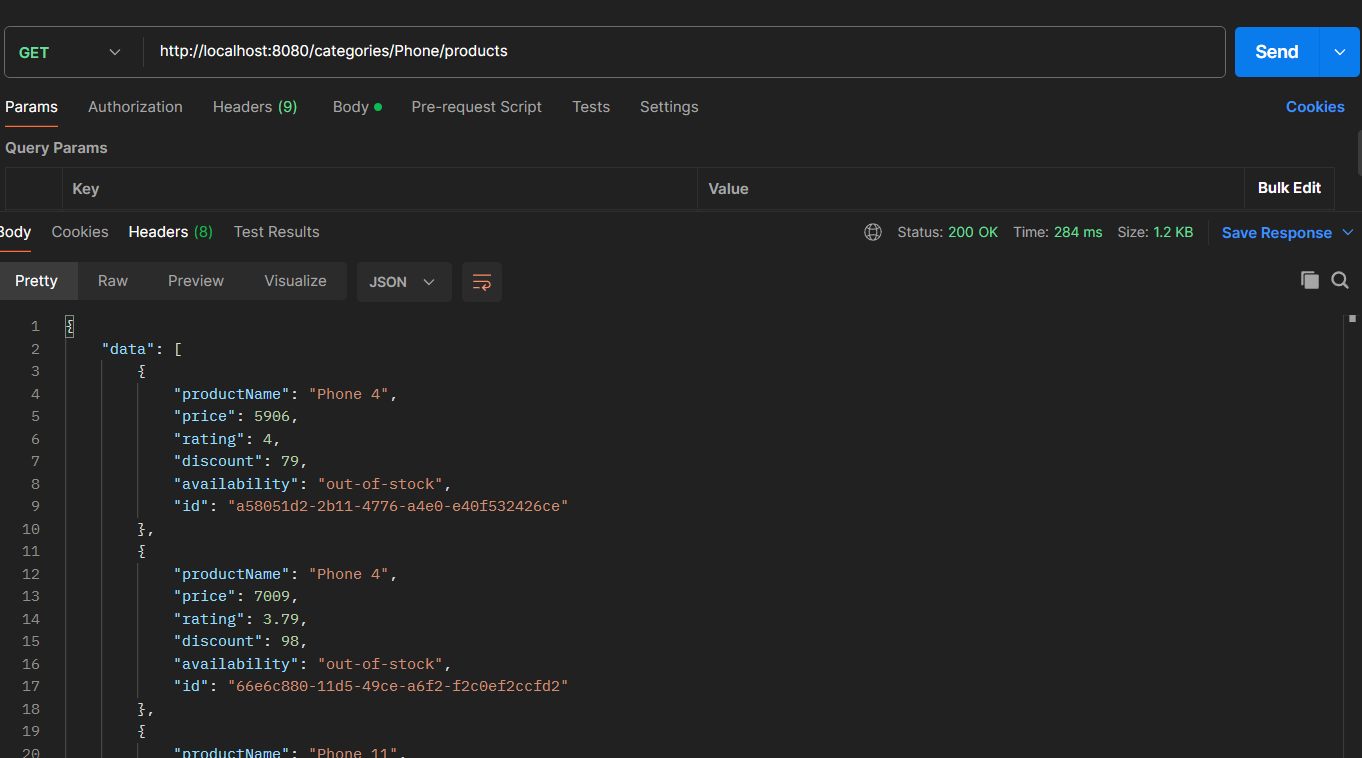 GET http://localhost:8080/categories/Phone/products Send
Params Authorization Headers (9) Body Pre-request Script Tests Settings Cookies
Query Params
Key Value Bulk Edit
Body Cookies Headers (8) Test Results Status: 200 OK Time: 284 ms Size: 1.2 KB Save Response
Pretty Raw Preview Visualize JSON
1 {
2 "data": [
3 {
4 "productName": "Phone 4",
5 "price": 5906,
6 "rating": 4,
7 "discount": 79,
8 "availability": "out-of-stock",
9 "id": "a58051d2-2b11-4776-a4e0-e40f532426ce"
10 },
11 {
12 "productName": "Phone 4",
13 "price": 7009,
14 "rating": 3.79,
15 "discount": 98,
16 "availability": "out-of-stock",
17 "id": "66e6c880-11d5-49ce-a6f2-f2c0ef2ccfd2"
18 },
19 {
20 "productName": "Phone 11",